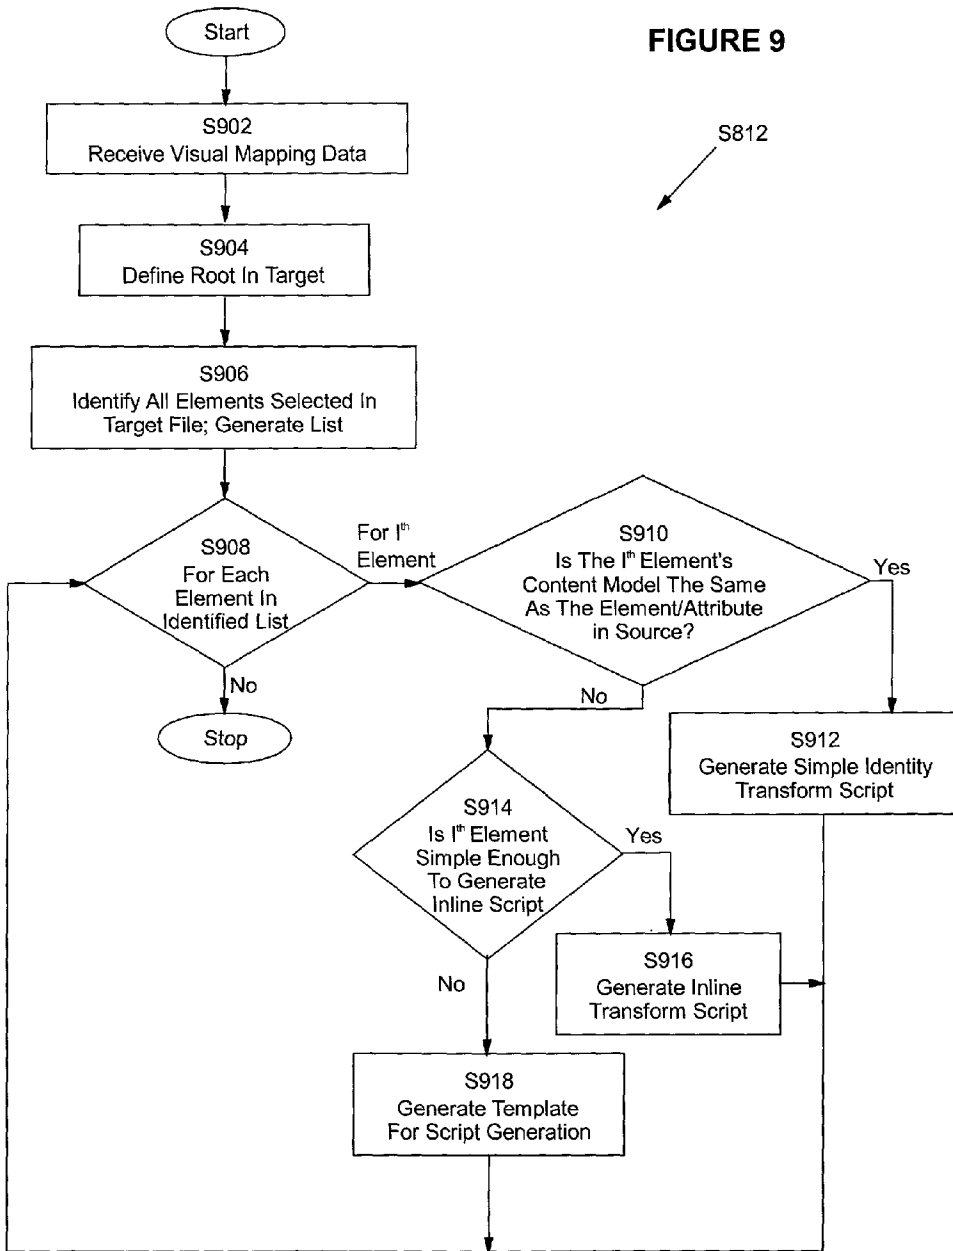 Start
FIGURE 9
S902
Receive Visual Mapping Data
S812
S904
Define Root In Target
S906
Identify All Elements Selected In
Target File; Generate List
S908
For Each
Element In
Identified List
For Iᵗʰ
Element
S910
Is The Iᵗʰ Element's
Content Model The Same
As The Element/Attribute
in Source?
Yes
No
Stop
No
S912
Generate Simple Identity
Transform Script
S914
Is Iᵗʰ Element
Simple Enough
To Generate
Inline Script
Yes
No
S916
Generate Inline
Transform Script
S918
Generate Template
For Script Generation